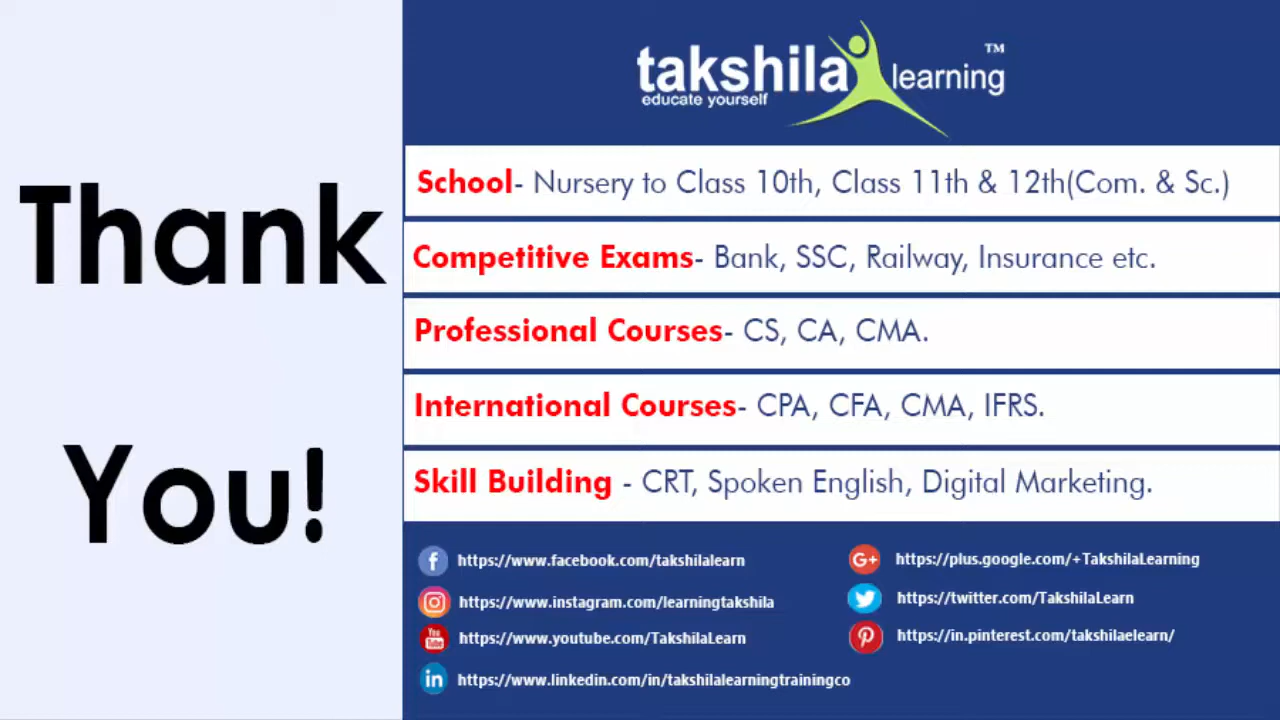 Thank
You!
takshila learning ™
educate yourself
School- Nursery to Class 10th, Class 11th & 12th(Com. & Sc.)
Competitive Exams- Bank, SSC, Railway, Insurance etc.
Professional Courses- CS, CA, CMA.
International Courses- CPA, CFA, CMA, IFRS.
Skill Building - CRT, Spoken English, Digital Marketing.
f https://www.facebook.com/takshilalearn
https://www.instagram.com/learningtakshila
You Tube https://www.youtube.com/TakshilaLearn
in https://www.linkedin.com/in/takshilalearningtrainingco
G+ https://plus.google.com/+TakshilaLearning
https://twitter.com/TakshilaLearn
https://in.pinterest.com/takshilaelearn/